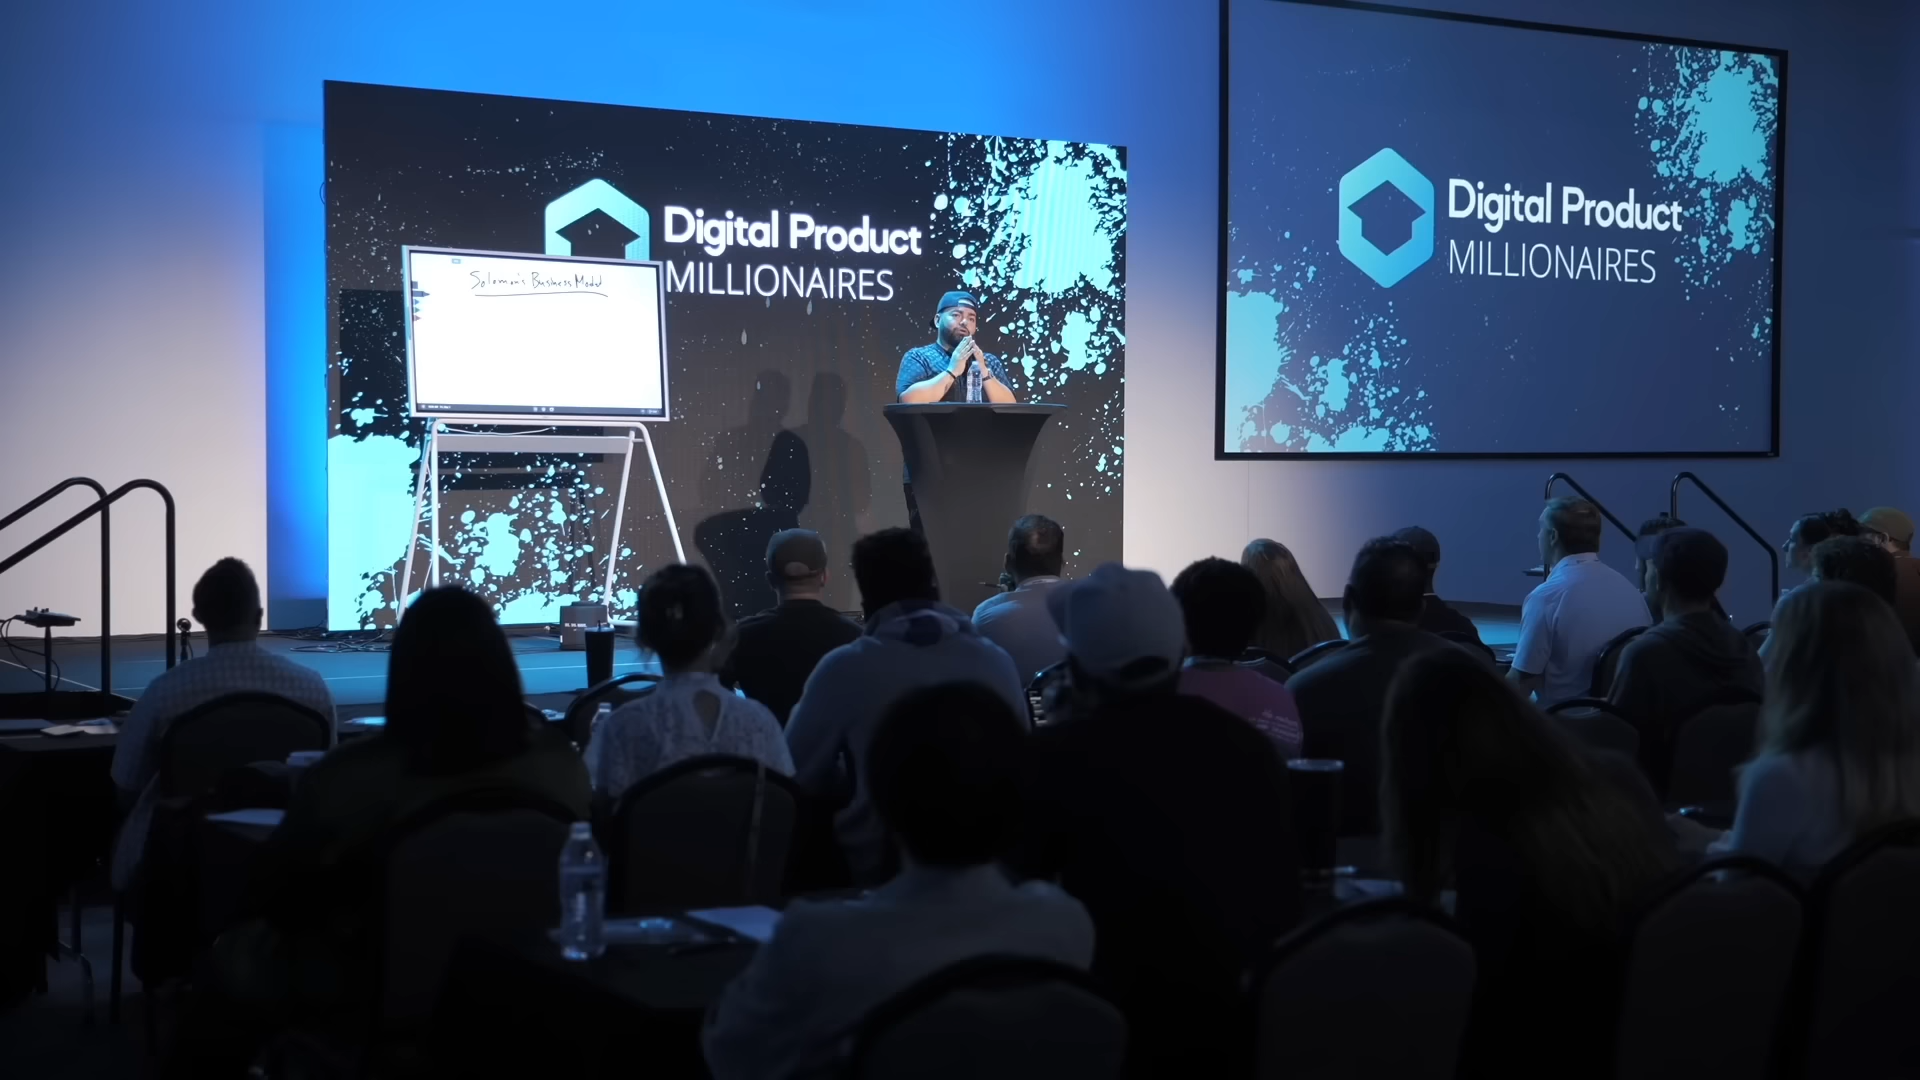 Digital Product
MILLIONAIRES
Solomon's Business Model
Digital Product
MILLIONAIRES